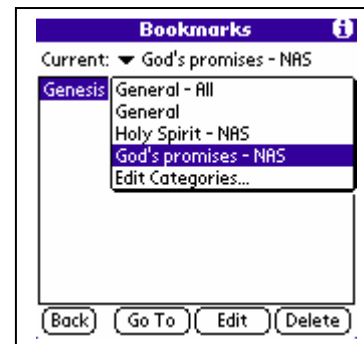 Bookmarks i
Current: God's promises - NAS
Genesis General - All
General
Holy Spirit - NAS
God's promises - NAS
Edit Categories...
Back Go To Edit Delete